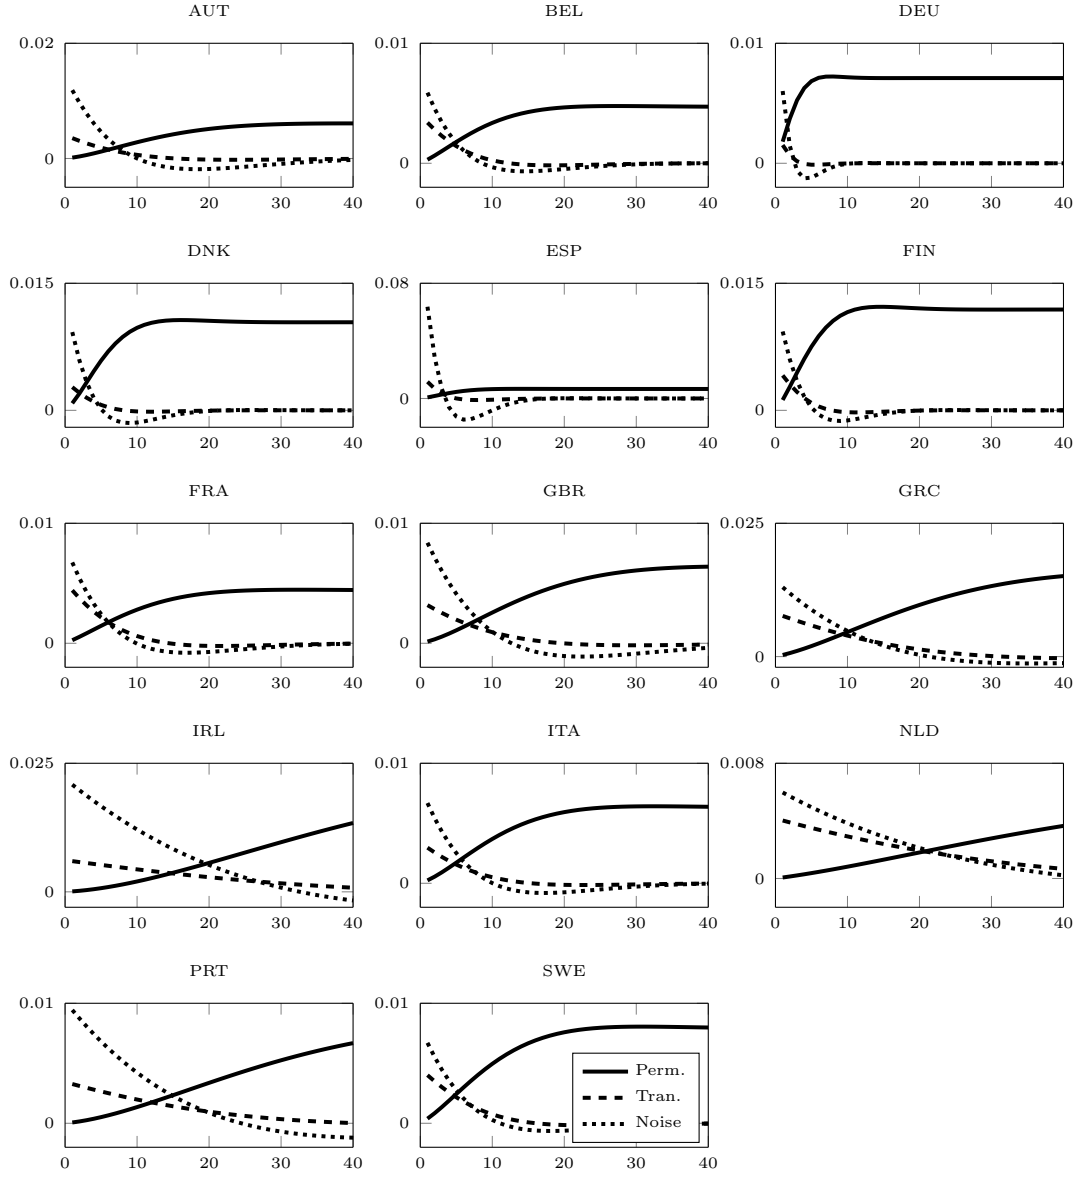 AUT BEL DEU
0.02 0.01 0.01
0 0 0
0 10 20 30 40 0 10 20 30 40 0 10 20 30 40
DNK ESP FIN
0.015 0.08 0.015
0 0 0
0 10 20 30 40 0 10 20 30 40 0 10 20 30 40
FRA GBR GRC
0.01 0.01 0.025
0 0 0
0 10 20 30 40 0 10 20 30 40 0 10 20 30 40
IRL ITA NLD
0.025 0.01 0.008
0 0 0
0 10 20 30 40 0 10 20 30 40 0 10 20 30 40
PRT SWE
0.01 0.01
Perm.
Tran.
0 0 Noise
0 10 20 30 40 0 10 20 30 40